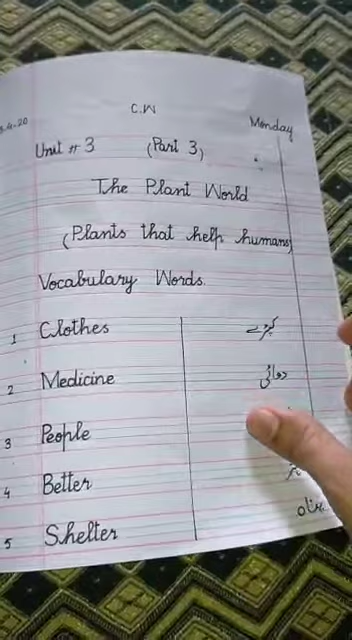 C.W
Monday
Unit # 3 (Part 3)
The Plant World
(Plants that help humans)
Vocabulary Words.
1 Clothes کپڑے
2 Medicine دوائی
3 People
4 Better
5 Shelter پناہ